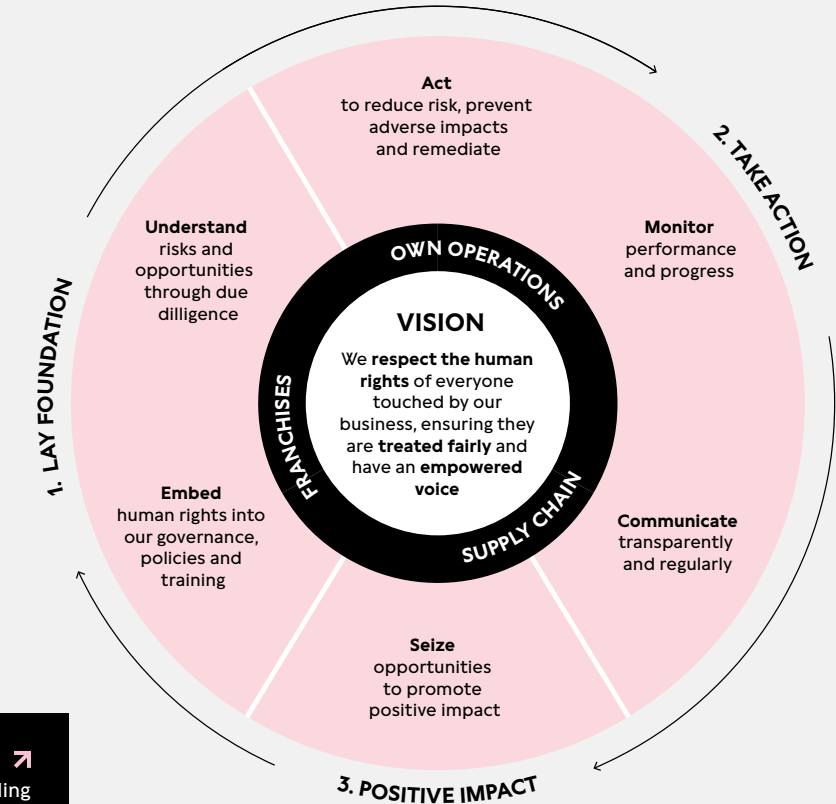 Act
to reduce risk, prevent
adverse impacts
and remediate
2. TAKE ACTION
Monitor
performance
and progress
Understand
risks and
opportunities
through due
dilligence
OWN OPERATIONS
VISION
We respect the human
rights of everyone
touched by our
business, ensuring they
are treated fairly and
have an empowered
voice
FRANCHISES
SUPPLY CHAIN
1. LAY FOUNDATION
Embed
human rights into
our governance,
policies and
training
Communicate
transparently
and regularly
Seize
opportunities
to promote
positive impact
3. POSITIVE IMPACT